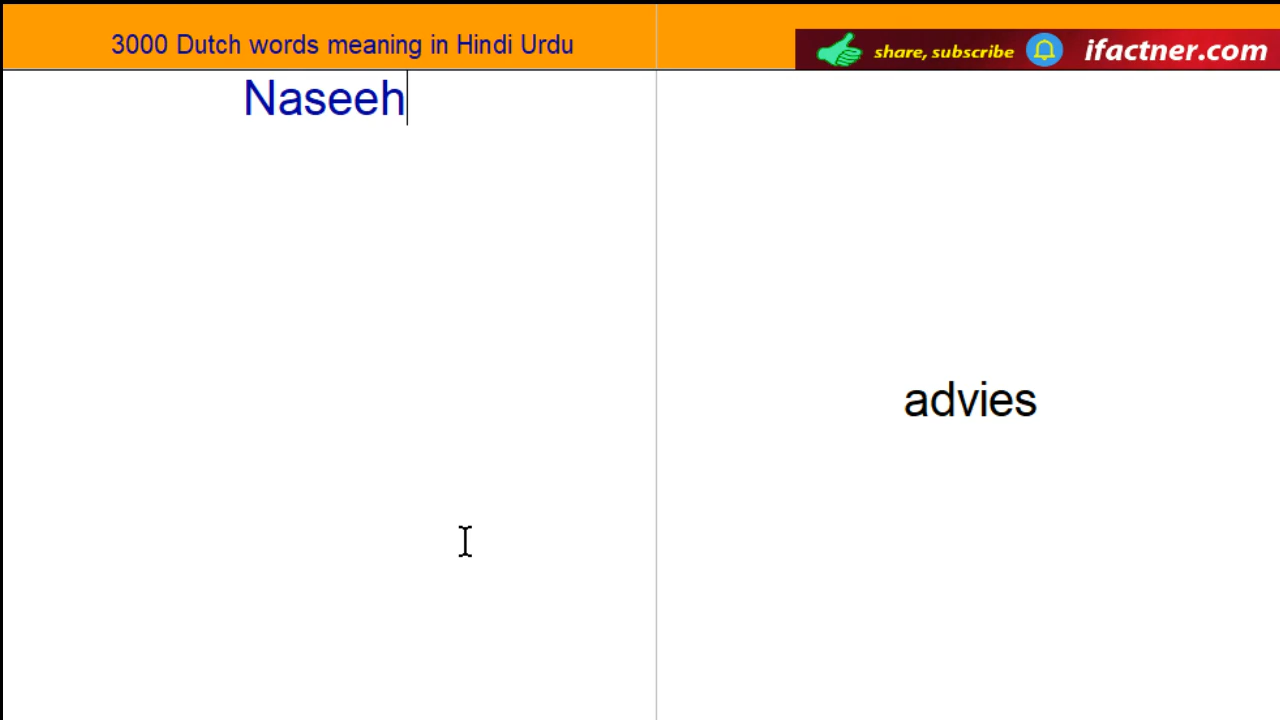 3000 Dutch words meaning in Hindi Urdu
share, subscribe
ifactner.com
Naseeh
advies